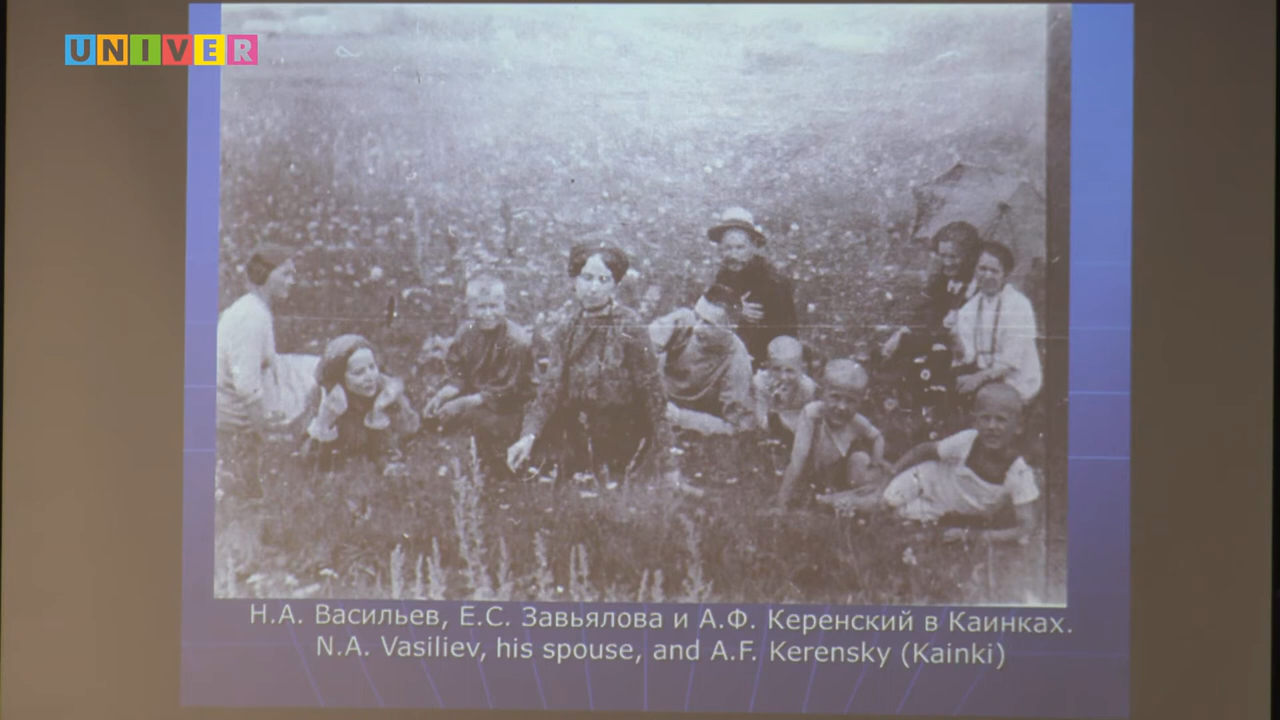 UNIVER
Н.А. Васильев, Е.С. Завьялова и А.Ф. Керенский в Каинках.
N.A. Vasiliev, his spouse, and A.F. Kerensky (Kainki)